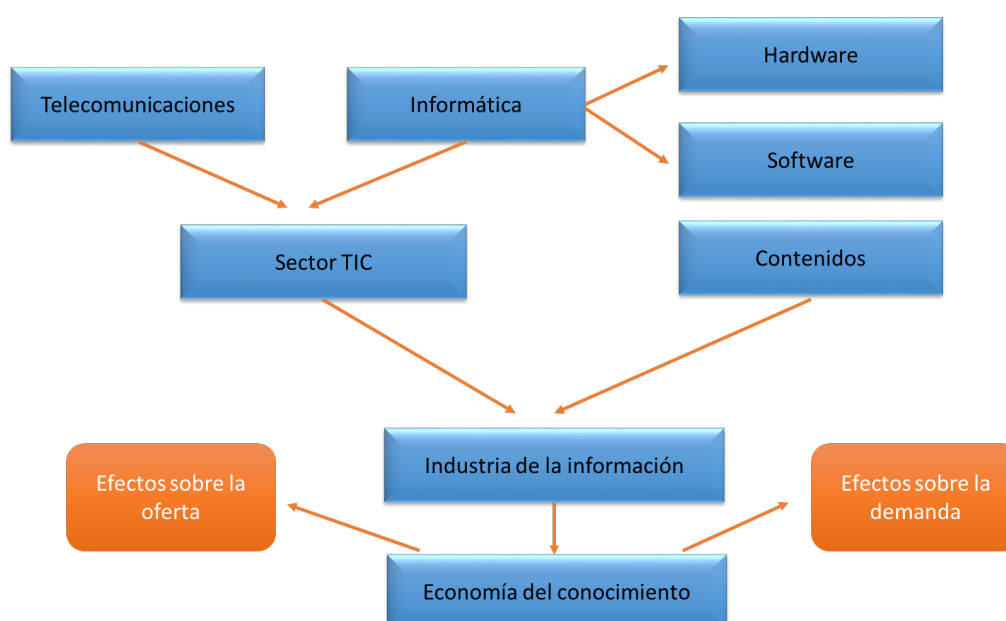 Hardware
Telecomunicaciones
Informática
Software
Sector TIC
Contenidos
Industria de la información
Efectos sobre la
oferta
Efectos sobre la
demanda
Economía del conocimiento